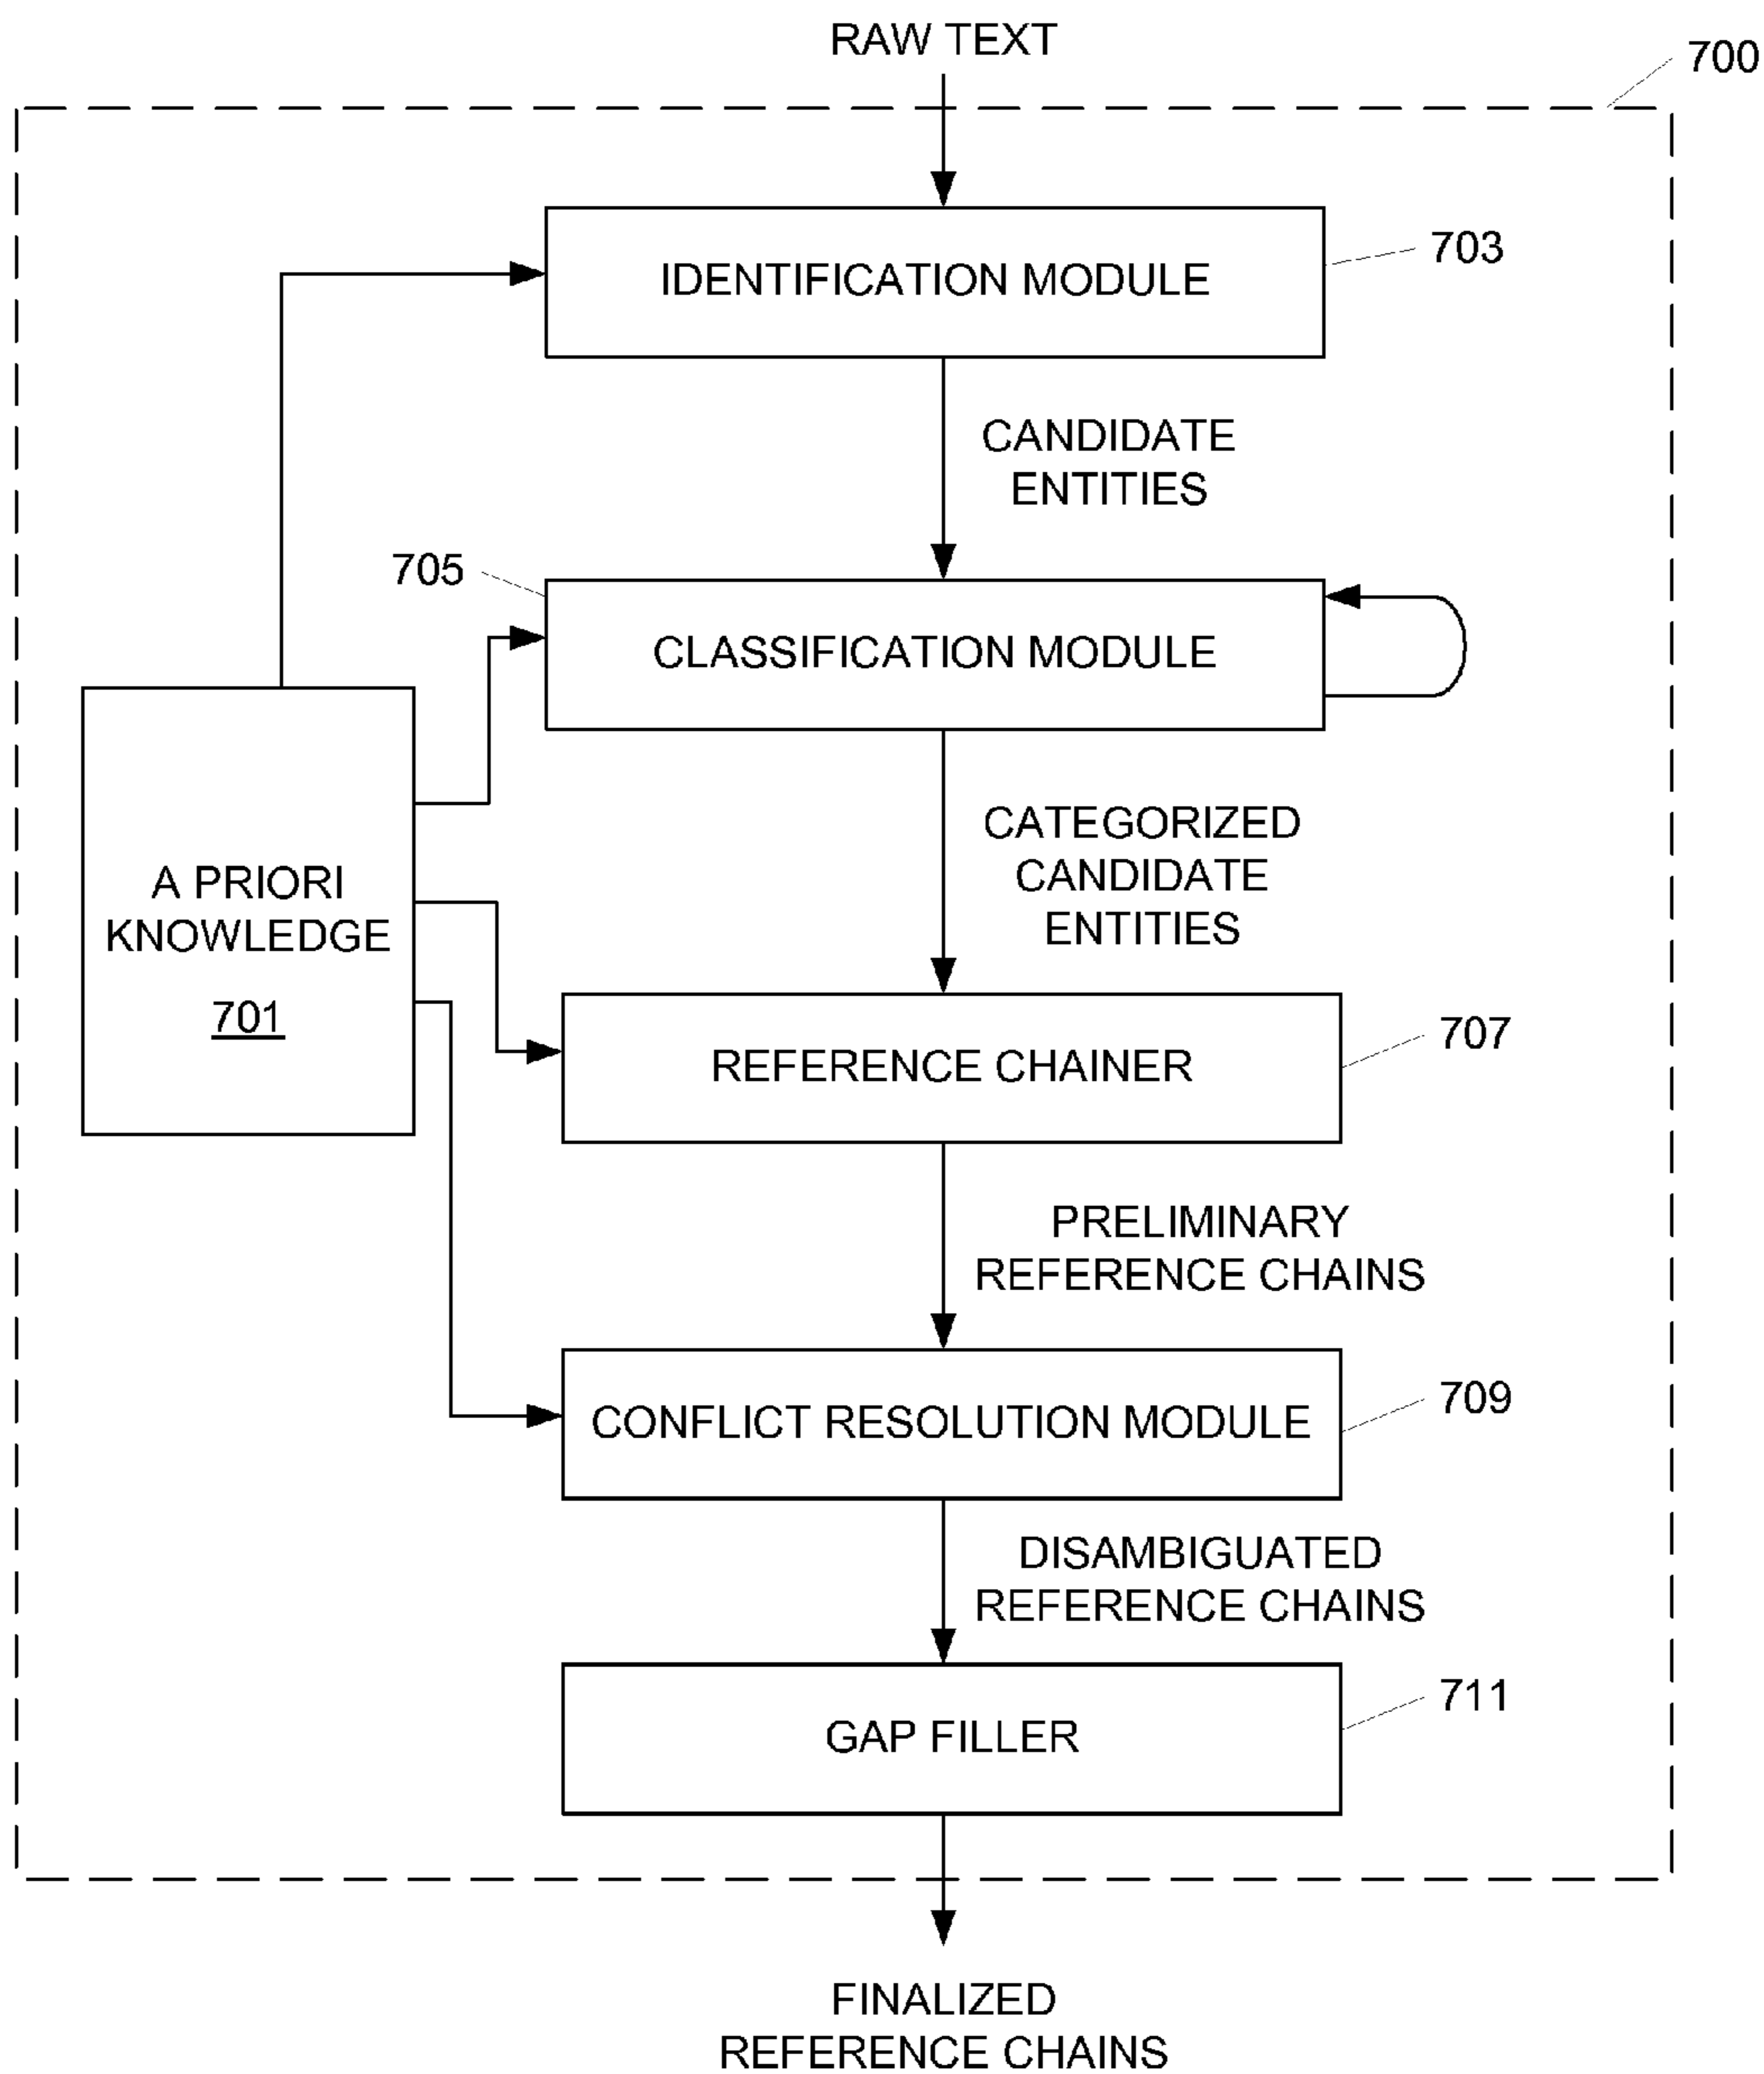 RAW TEXT
700
IDENTIFICATION MODULE
703
CANDIDATE
ENTITIES
705
CLASSIFICATION MODULE
CATEGORIZED
CANDIDATE
ENTITIES
A PRIORI
KNOWLEDGE
701
REFERENCE CHAINER
707
PRELIMINARY
REFERENCE CHAINS
CONFLICT RESOLUTION MODULE
709
DISAMBIGUATED
REFERENCE CHAINS
GAP FILLER
711
FINALIZED
REFERENCE CHAINS